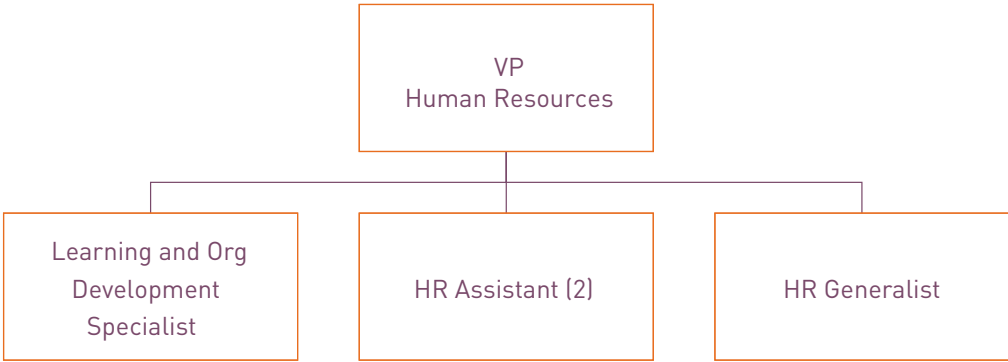 VP
Human Resources
Learning and Org
Development
Specialist
HR Assistant (2)
HR Generalist